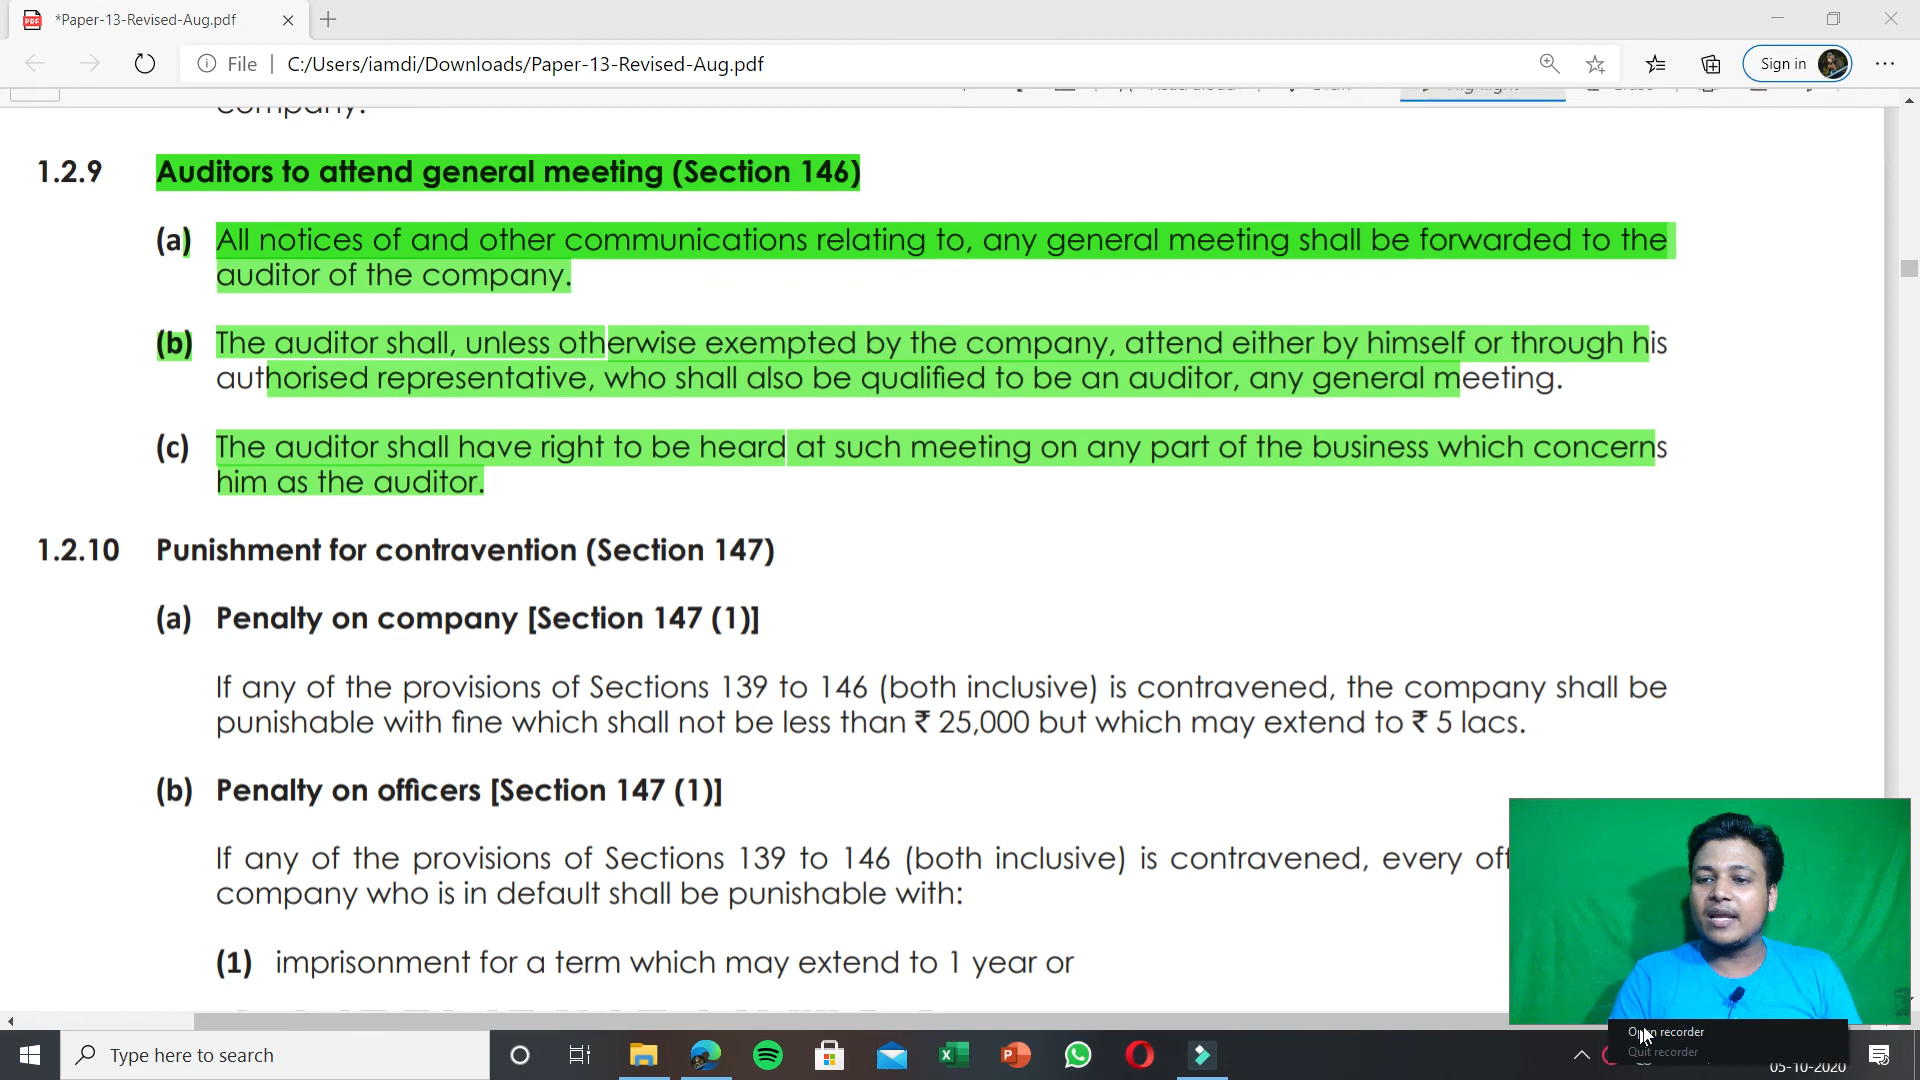 *Paper-13-Revised-Aug.pdf
File
C:/Users/iamdi/Downloads/Paper-13-Revised-Aug.pdf
Sign in
company.
1.2.9 Auditors to attend general meeting (Section 146)
(a) All notices of and other communications relating to, any general meeting shall be forwarded to the
auditor of the company.
(b) The auditor shall, unless otherwise exempted by the company, attend either by himself or through his
authorised representative, who shall also be qualified to be an auditor, any general meeting.
(c) The auditor shall have right to be heard at such meeting on any part of the business which concerns
him as the auditor.
1.2.10 Punishment for contravention (Section 147)
(a) Penalty on company [Section 147 (1)]
If any of the provisions of Sections 139 to 146 (both inclusive) is contravened, the company shall be
punishable with fine which shall not be less than ₹ 25,000 but which may extend to ₹ 5 lacs.
(b) Penalty on officers [Section 147 (1)]
If any of the provisions of Sections 139 to 146 (both inclusive) is contravened, every off
company who is in default shall be punishable with:
(1) imprisonment for a term which may extend to 1 year or
Open recorder
Quit recorder
Type here to search
05-10-2020